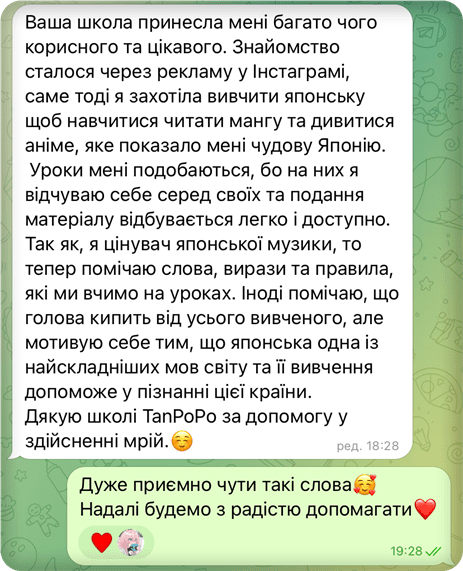 Ваша школа принесла мені багато чого
корисного та цікавого. Знайомство
сталося через рекламу у Інстаграмі,
саме тоді я захотіла вивчити японську
щоб навчитися читати мангу та дивитися
аніме, яке показало мені чудову Японію.
Уроки мені подобаються, бо на них я
відчуваю себе серед своїх та подання
матеріалу відбувається легко і доступно.
Так як, я цінувач японської музики, то
тепер помічаю слова, вирази та правила,
які ми вчимо на уроках. Іноді помічаю, що
голова кипить від усього вивченого, але
мотивую себе тим, що японська одна із
найскладніших мов світу та її вивчення
допоможе у пізнанні цієї країни.
Дякую школі TanPoPo за допомогу у
здійсненні мрій.☺️
ред. 18:28
Дуже приємно чути такі слова🥰
Надалі будемо з радістю допомагати❤️
19:28